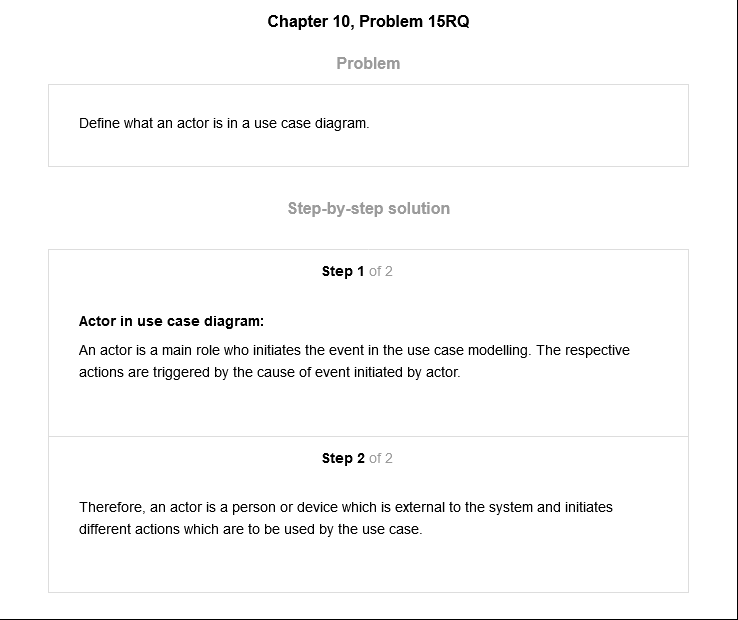 Chapter 10, Problem 15RQ
Problem
Define what an actor is in a use case diagram.
Step-by-step solution
Step 1 of 2
Actor in use case diagram:
An actor is a main role who initiates the event in the use case modelling. The respective
actions are triggered by the cause of event initiated by actor.
Step 2 of 2
Therefore, an actor is a person or device which is external to the system and initiates
different actions which are to be used by the use case.